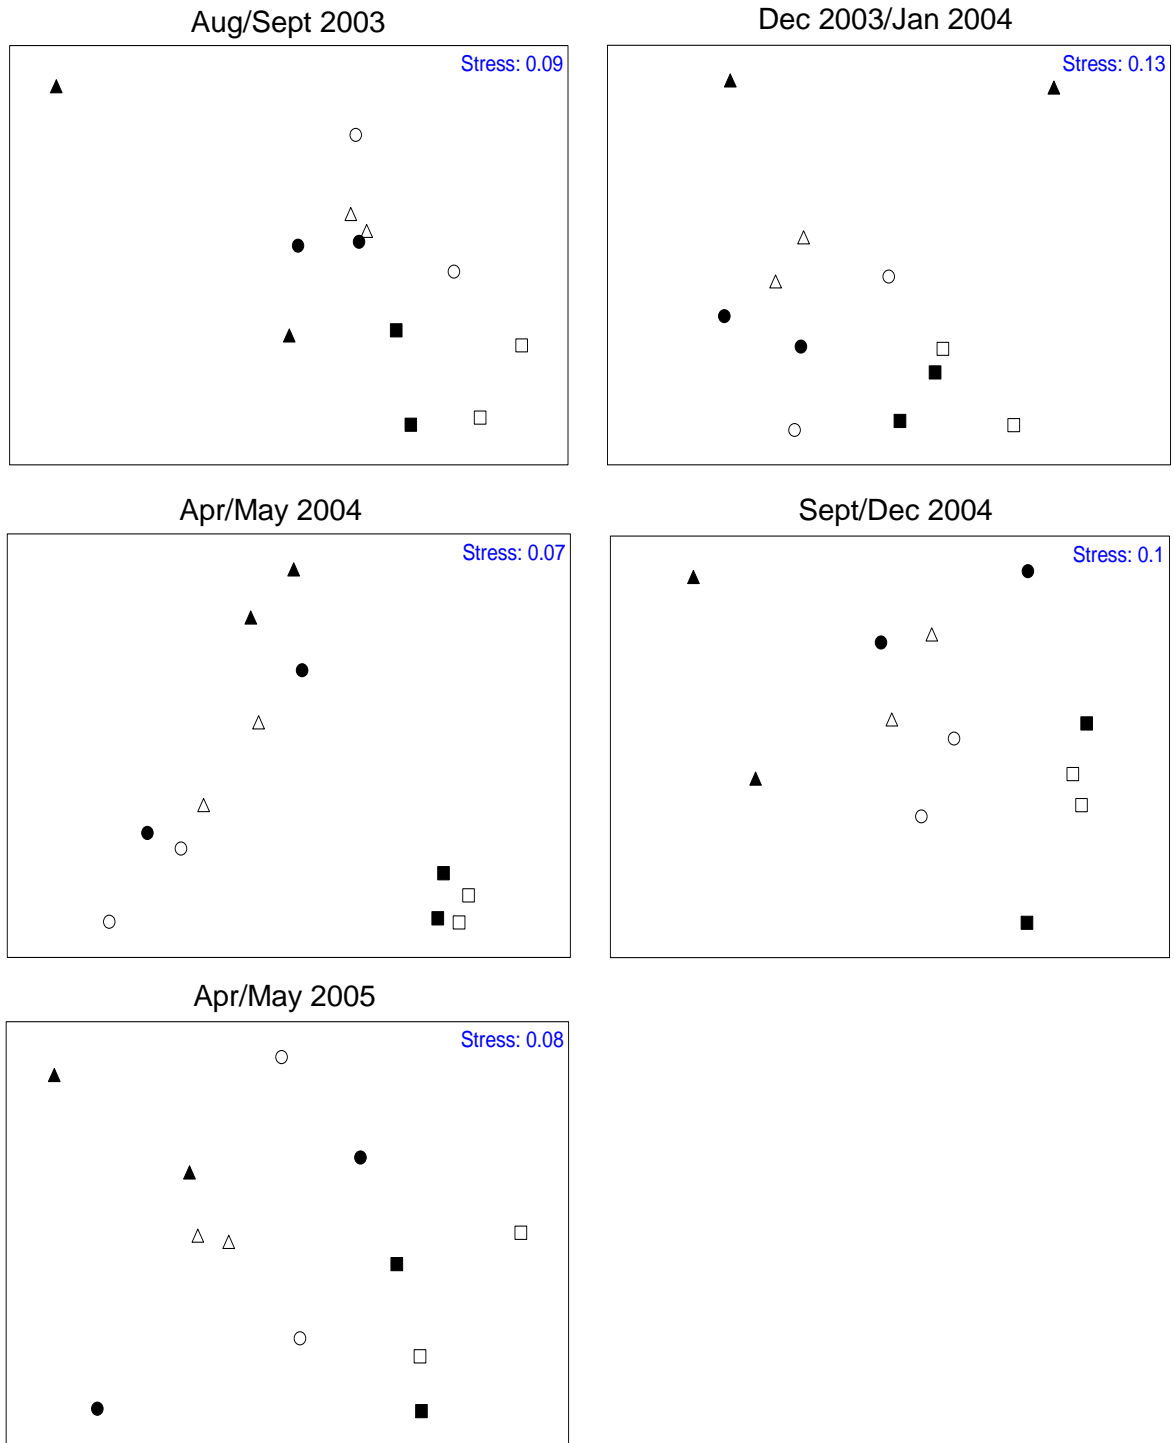 Aug/Sept 2003
Dec 2003/Jan 2004
Stress: 0.09
Stress: 0.13
Apr/May 2004
Sept/Dec 2004
Stress: 0.07
Stress: 0.1
Apr/May 2005
Stress: 0.08